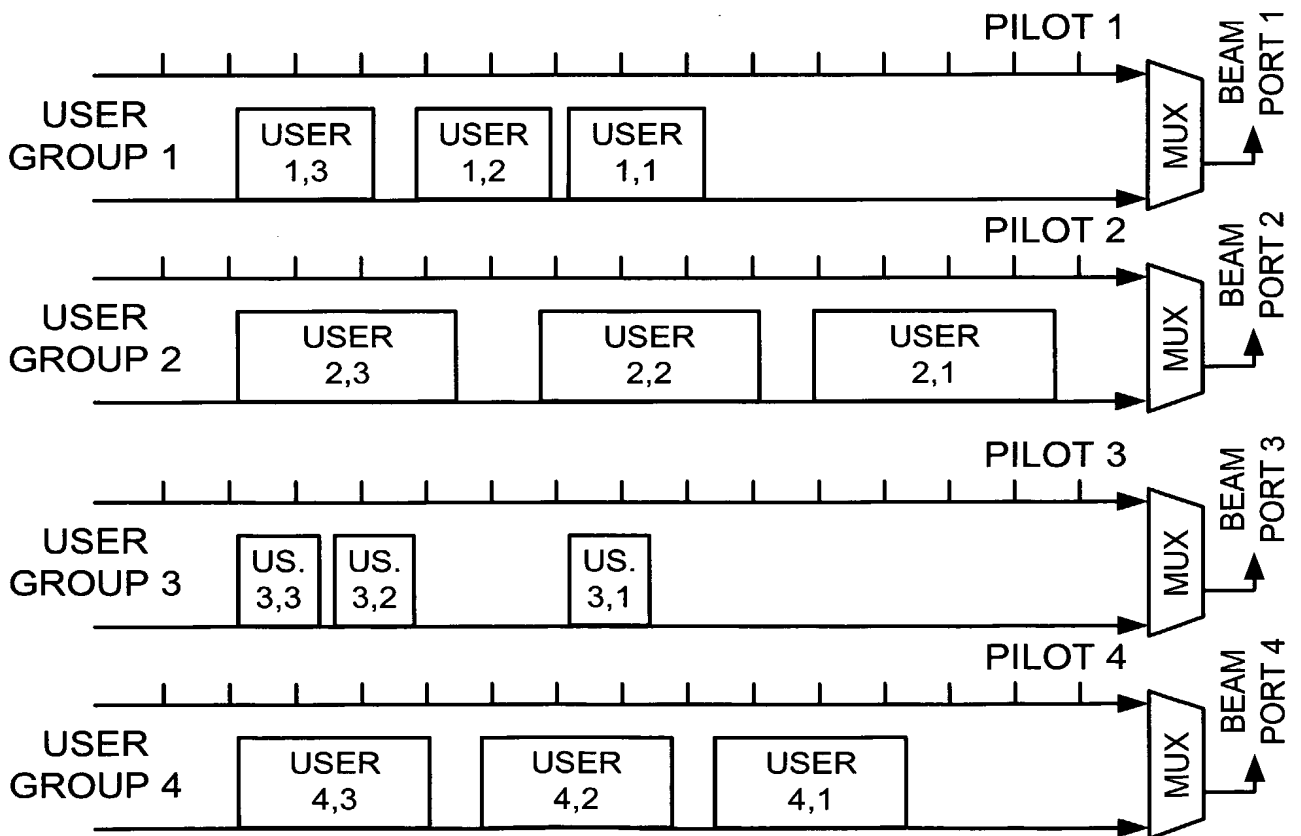 PILOT 1
USER
GROUP 1
USER
1,3
USER
1,2
USER
1,1
MUX
BEAM
PORT 1
PILOT 2
USER
GROUP 2
USER
2,3
USER
2,2
USER
2,1
MUX
BEAM
PORT 2
PILOT 3
USER
GROUP 3
US.
3,3
US.
3,2
US.
3,1
MUX
BEAM
PORT 3
PILOT 4
USER
GROUP 4
USER
4,3
USER
4,2
USER
4,1
MUX
BEAM
PORT 4